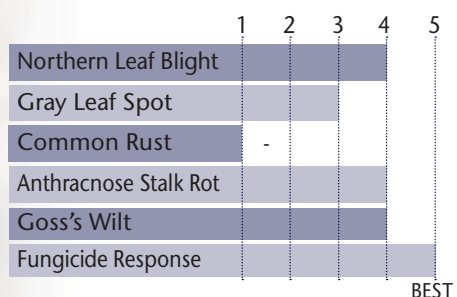 1 2 3 4 5
Northern Leaf Blight
Gray Leaf Spot
Common Rust -
Anthracnose Stalk Rot
Goss's Wilt
Fungicide Response
BEST